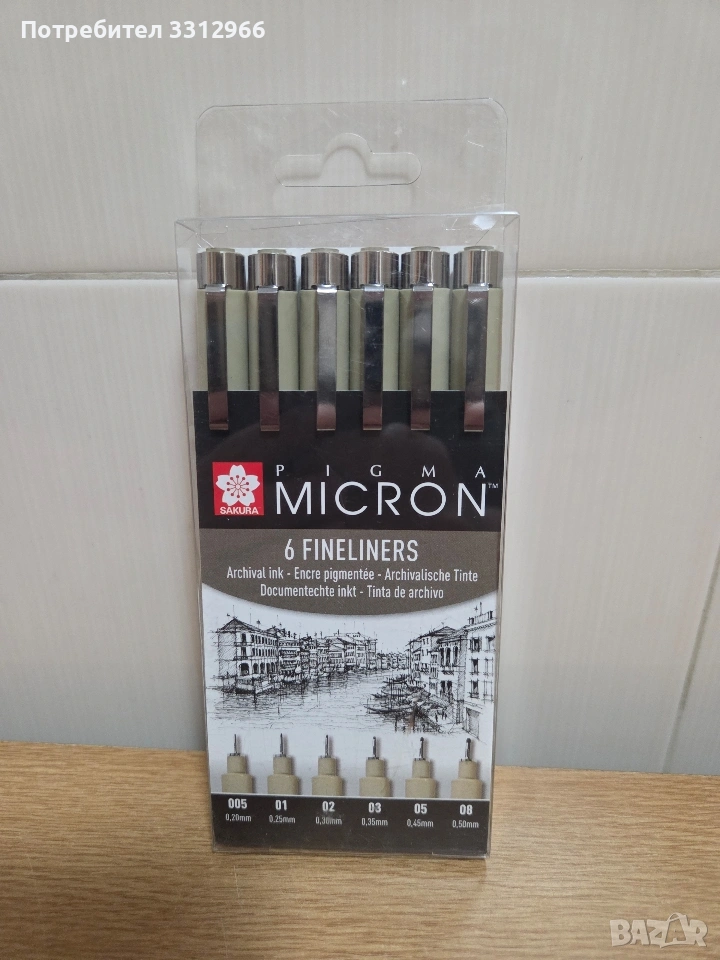 Потребител 3312966
PIGMA
MICRON™
SAKURA
6 FINELINERS
Archival ink - Encre pigmentée - Archivalische Tinte
Documentechte inkt - Tinta de archivo
005 01 02 03 05 08
0,20mm 0,25mm 0,30mm 0,35mm 0,45mm 0,50mm
BAZAR